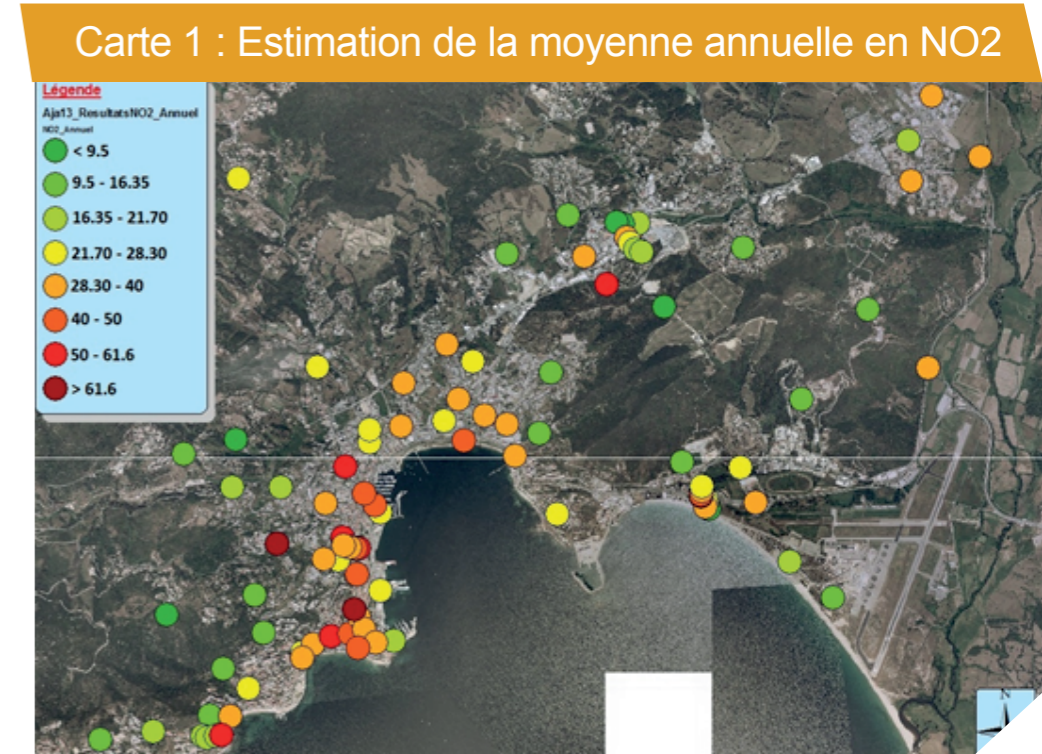 Carte 1 : Estimation de la moyenne annuelle en NO2
Légende
Aja13_ResultatsNO2_Annuel
NO2_Annuel
< 9.5
9.5 - 16.35
16.35 - 21.70
21.70 - 28.30
28.30 - 40
40 - 50
50 - 61.6
> 61.6
N